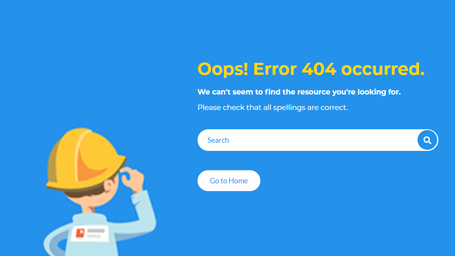 Oops! Error 404 occurred.
We can't seem to find the resource you're looking for.
Please check that all spellings are correct.
Search
Go to Home